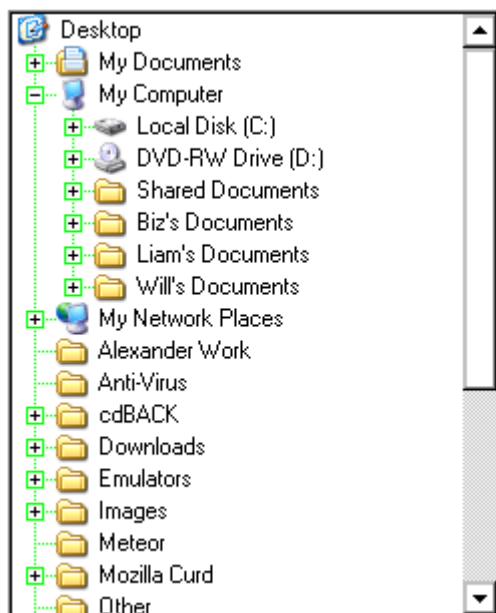 Desktop
My Documents
My Computer
Local Disk (C:)
DVD-RW Drive (D:)
Shared Documents
Biz's Documents
Liam's Documents
Will's Documents
My Network Places
Alexander Work
Anti-Virus
cdBACK
Downloads
Emulators
Images
Meteor
Mozilla Curd
Other